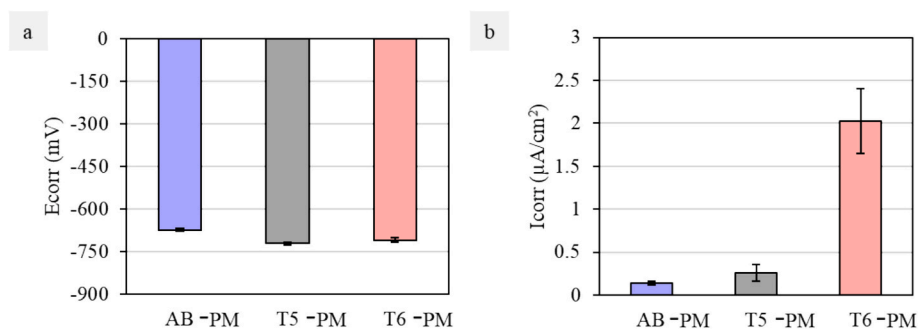 a
Ecorr (mV)
0
-150
-300
-450
-600
-750
-900
AB -PM
T5 -PM
T6 -PM
b
Icorr (µA/cm²)
3
2.5
2
1.5
1
0.5
0
AB -PM
T5 -PM
T6 -PM